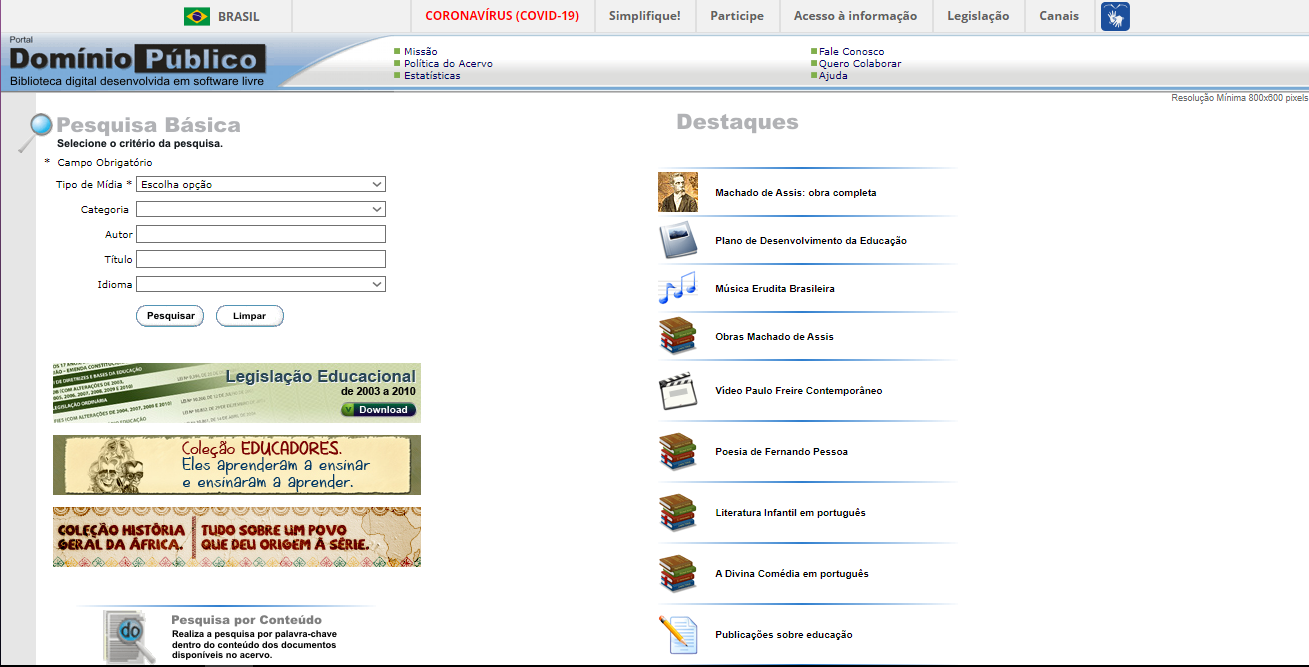 BRASIL
CORONAVÍRUS (COVID-19)
Simplifique!
Participe
Acesso à informação
Legislação
Canais
Portal
Domínio Público
Biblioteca digital desenvolvida em software livre
Missão
Política do Acervo
Estatísticas
Fale Conosco
Quero Colaborar
Ajuda
Resolução Mínima 800x600 pixels
Pesquisa Básica
Selecione o critério da pesquisa.
* Campo Obrigatório
Tipo de Mídia * Escolha opção
Categoria
Autor
Título
Idioma
Pesquisar
Limpar
Legislação Educacional
de 2003 a 2010
Download
Coleção EDUCADORES.
Eles aprenderam a ensinar
e ensinaram a aprender.
COLEÇÃO HISTÓRIA
GERAL DA ÁFRICA.
TUDO SOBRE UM POVO
QUE DEU ORIGEM À SÉRIE.
do
Pesquisa por Conteúdo
Realiza a pesquisa por palavra-chave
dentro do conteúdo dos documentos
disponíveis no acervo.
Destaques
Machado de Assis: obra completa
Plano de Desenvolvimento da Educação
Música Erudita Brasileira
Obras Machado de Assis
Video Paulo Freire Contemporâneo
Poesia de Fernando Pessoa
Literatura Infantil em português
A Divina Comédia em português
Publicações sobre educação